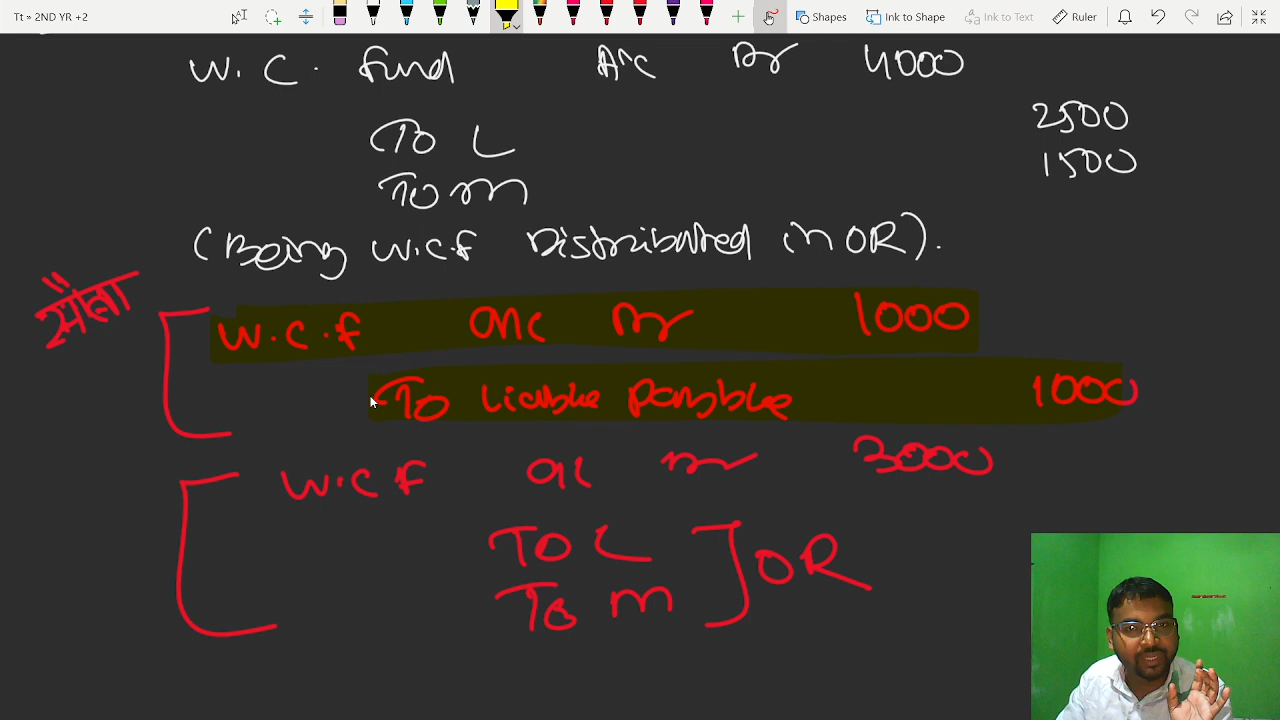 Tt » 2ND YR +2
Shapes Ink to Shape Ink to Text Ruler
W. C. Fund A/c Dr 4000
To L 2500
To M 1500
(Being W.C.F Distributed in OR).
W.C.F a/c Dr 1000
To Liable payable 1000
W.C.F ac Dr 3000
To L
To M ] OR